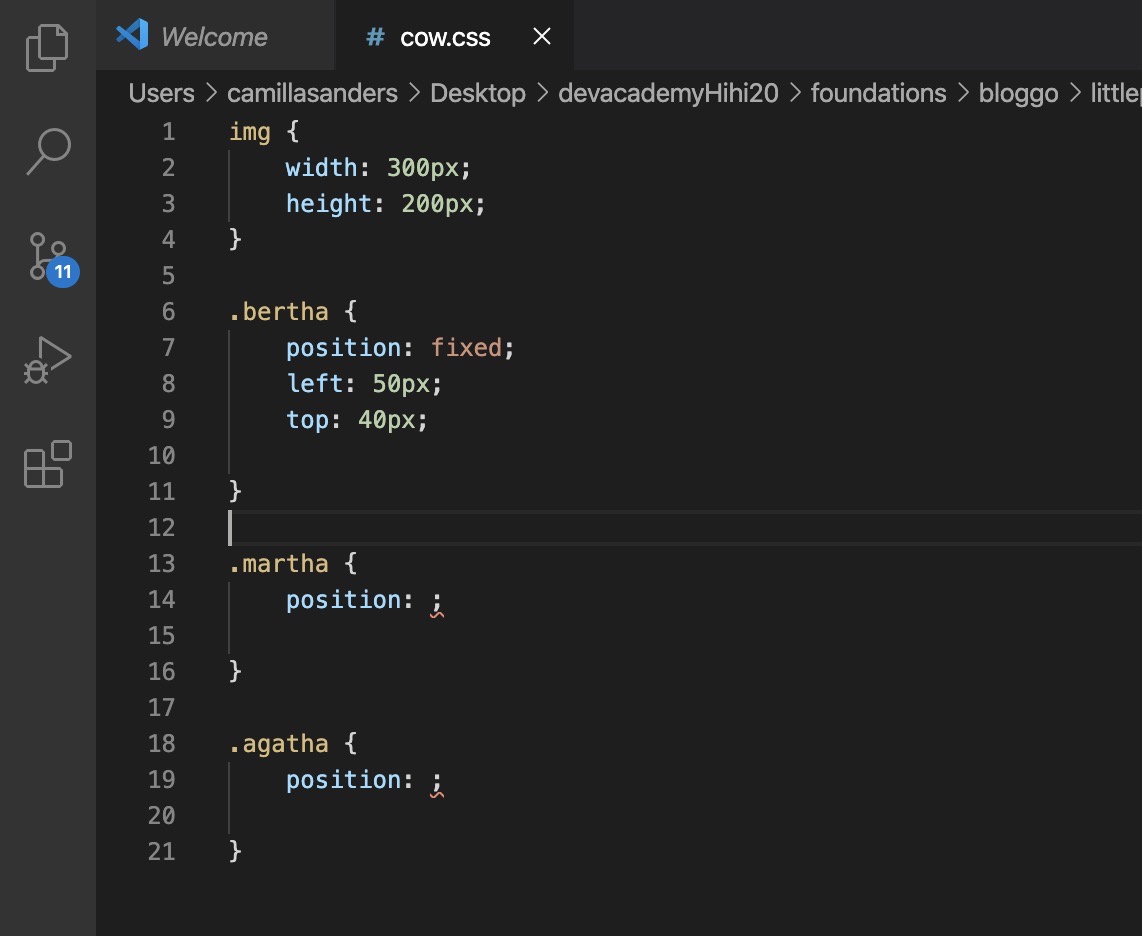 Welcome
# cow.css
Users > camillasanders > Desktop > devacademyHihi20 > foundations > bloggo > littlep
1 img {
2     width: 300px;
3     height: 200px;
4 }
5
6 .bertha {
7     position: fixed;
8     left: 50px;
9     top: 40px;
10
11 }
12
13 .martha {
14     position: ;
15
16 }
17
18 .agatha {
19     position: ;
20
21 }
11